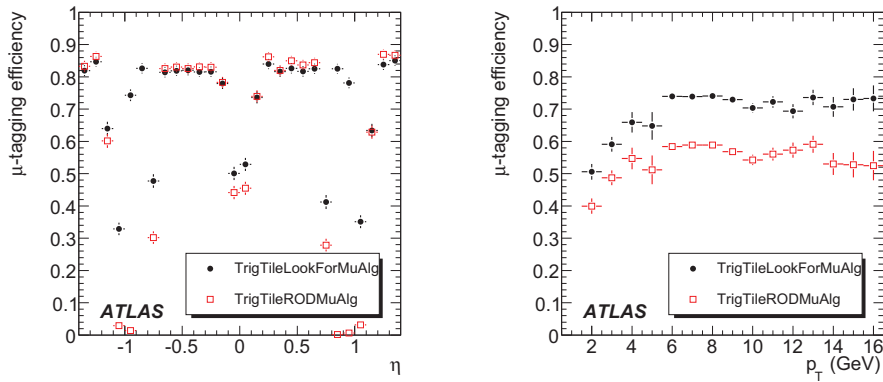 μ-tagging efficiency
0.9
0.8
0.7
0.6
0.5
0.4
0.3
0.2
0.1
0
TrigTileLookForMuAlg
TrigTileRODMuAlg
ATLAS
-1 -0.5 0 0.5 1
η
μ-tagging efficiency
1
0.9
0.8
0.7
0.6
0.5
0.4
0.3
0.2
0.1
0
TrigTileLookForMuAlg
TrigTileRODMuAlg
ATLAS
2 4 6 8 10 12 14 16
p_T (GeV)